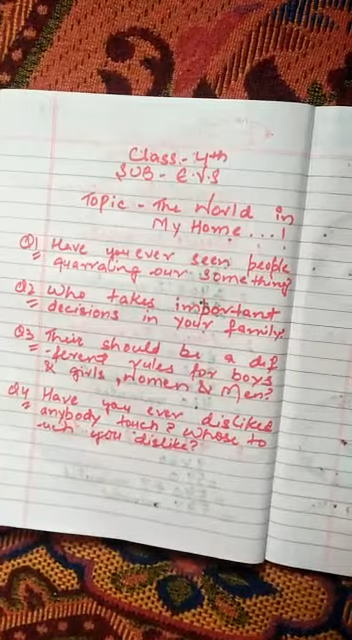 Class - 4th
SUB - E.V.S
Topic - The World in
My Home...!
Q1 Have you ever seen people
quarraling our something?
Q2 Who takes important
decisions in your family?
Q3 Their should be a dif
-ferent rules for boys
& girls, Women & Men?
Q4 Have you ever disliked
anybody touch? Whose to
-uch you dislike?